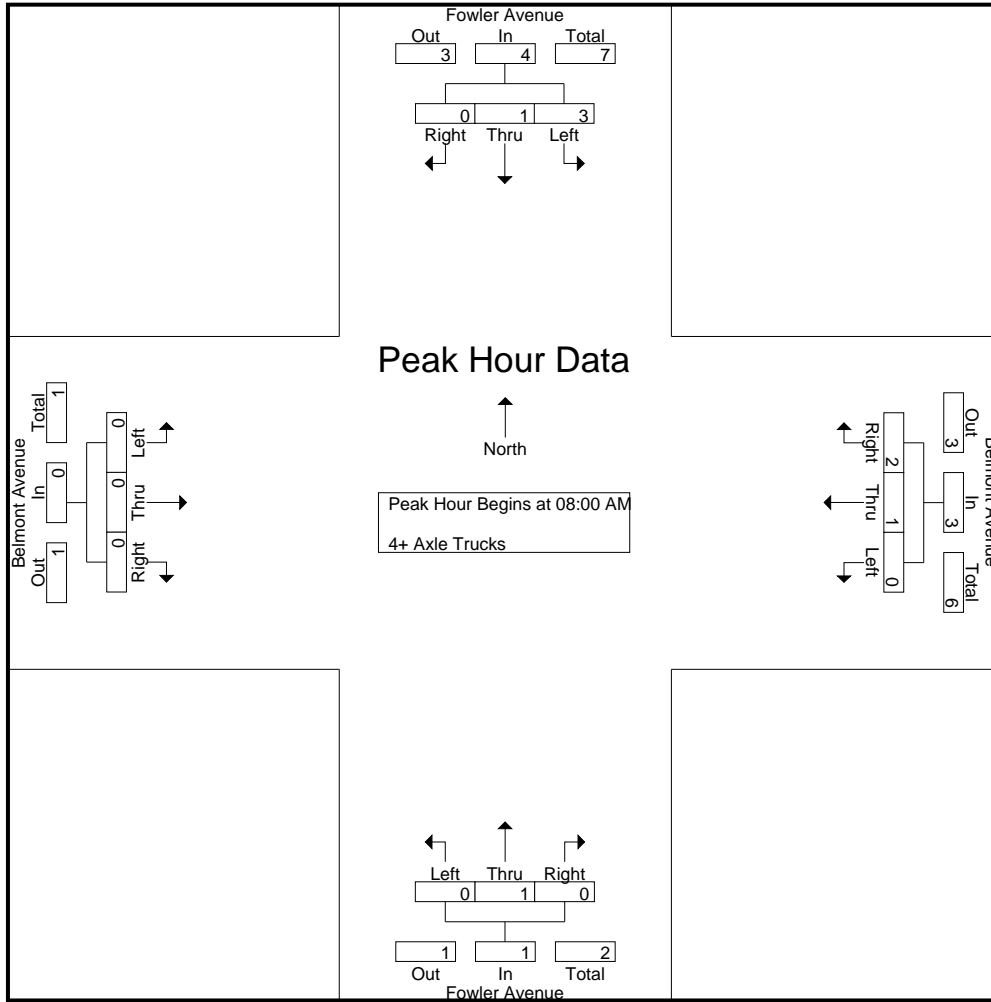 Fowler Avenue
Out In Total
3 4 7
0 1 3
Right Thru Left
Peak Hour Data
North
Peak Hour Begins at 08:00 AM
4+ Axle Trucks
Belmont Avenue
Out In Total
1 0 1
0 0 0
Right Thru Left
Belmont Avenue
Out In Total
3 3 6
2 1 0
Right Thru Left
Left Thru Right
0 1 0
1 1 2
Out In Total
Fowler Avenue